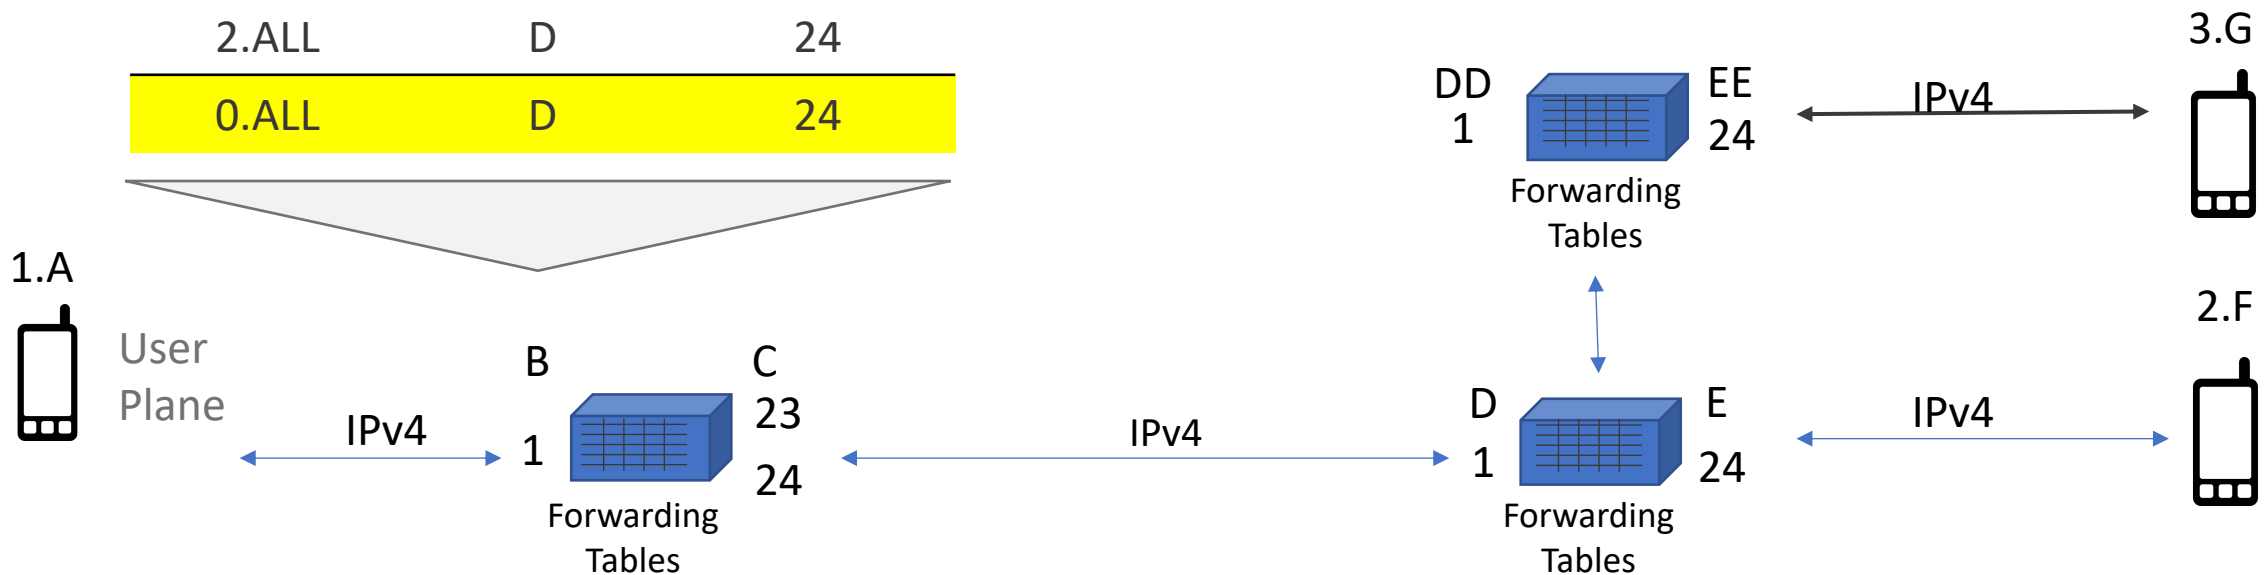 2.ALL D 24
0.ALL D 24
3.G
DD EE
1 24
IPv4
Forwarding
Tables
1.A
2.F
User
Plane
B C
23
1
24
IPv4
Forwarding
Tables
IPv4
D E
1 24
IPv4
Forwarding
Tables